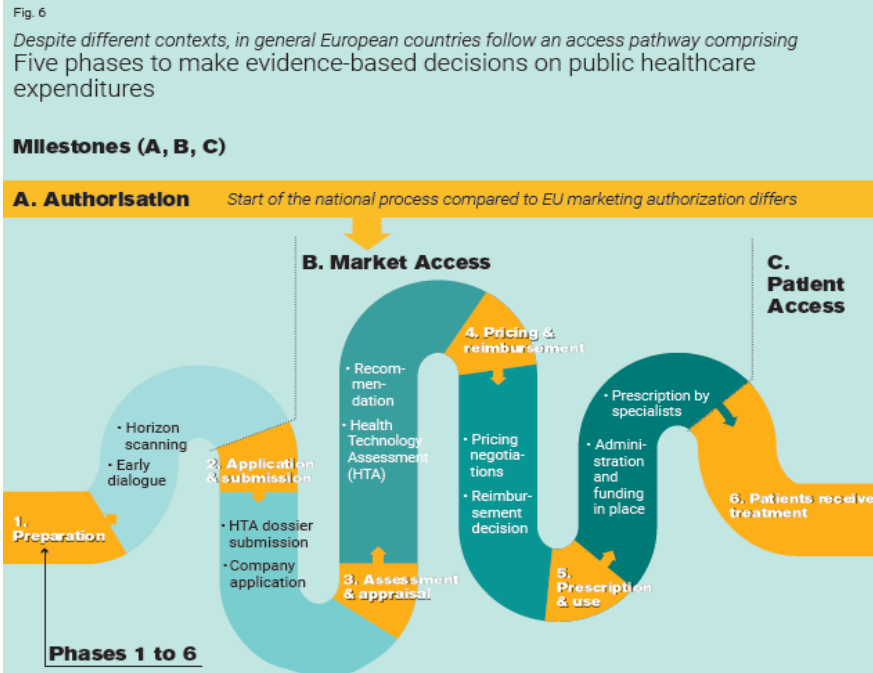 Fig. 6
Despite different contexts, in general European countries follow an access pathway comprising
Five phases to make evidence-based decisions on public healthcare
expenditures
Milestones (A, B, C)
A. Authorisation
Start of the national process compared to EU marketing authorization differs
B. Market Access
C.
Patient
Access
1.
Preparation
· Horizon
scanning
· Early
dialogue
2. Application
& submission
· HTA dossier
submission
· Company
application
3. Assessment
& appraisal
· Recom-
men-
dation
· Health
Technology
Assessment
(HTA)
4. Pricing &
reimbursement
· Pricing
negotia-
tions
· Reimbur-
sement
decision
5.
Prescription
& use
· Prescription by
specialists
· Admini-
stration
and
funding
in place
6. Patients receive
treatment
Phases 1 to 6